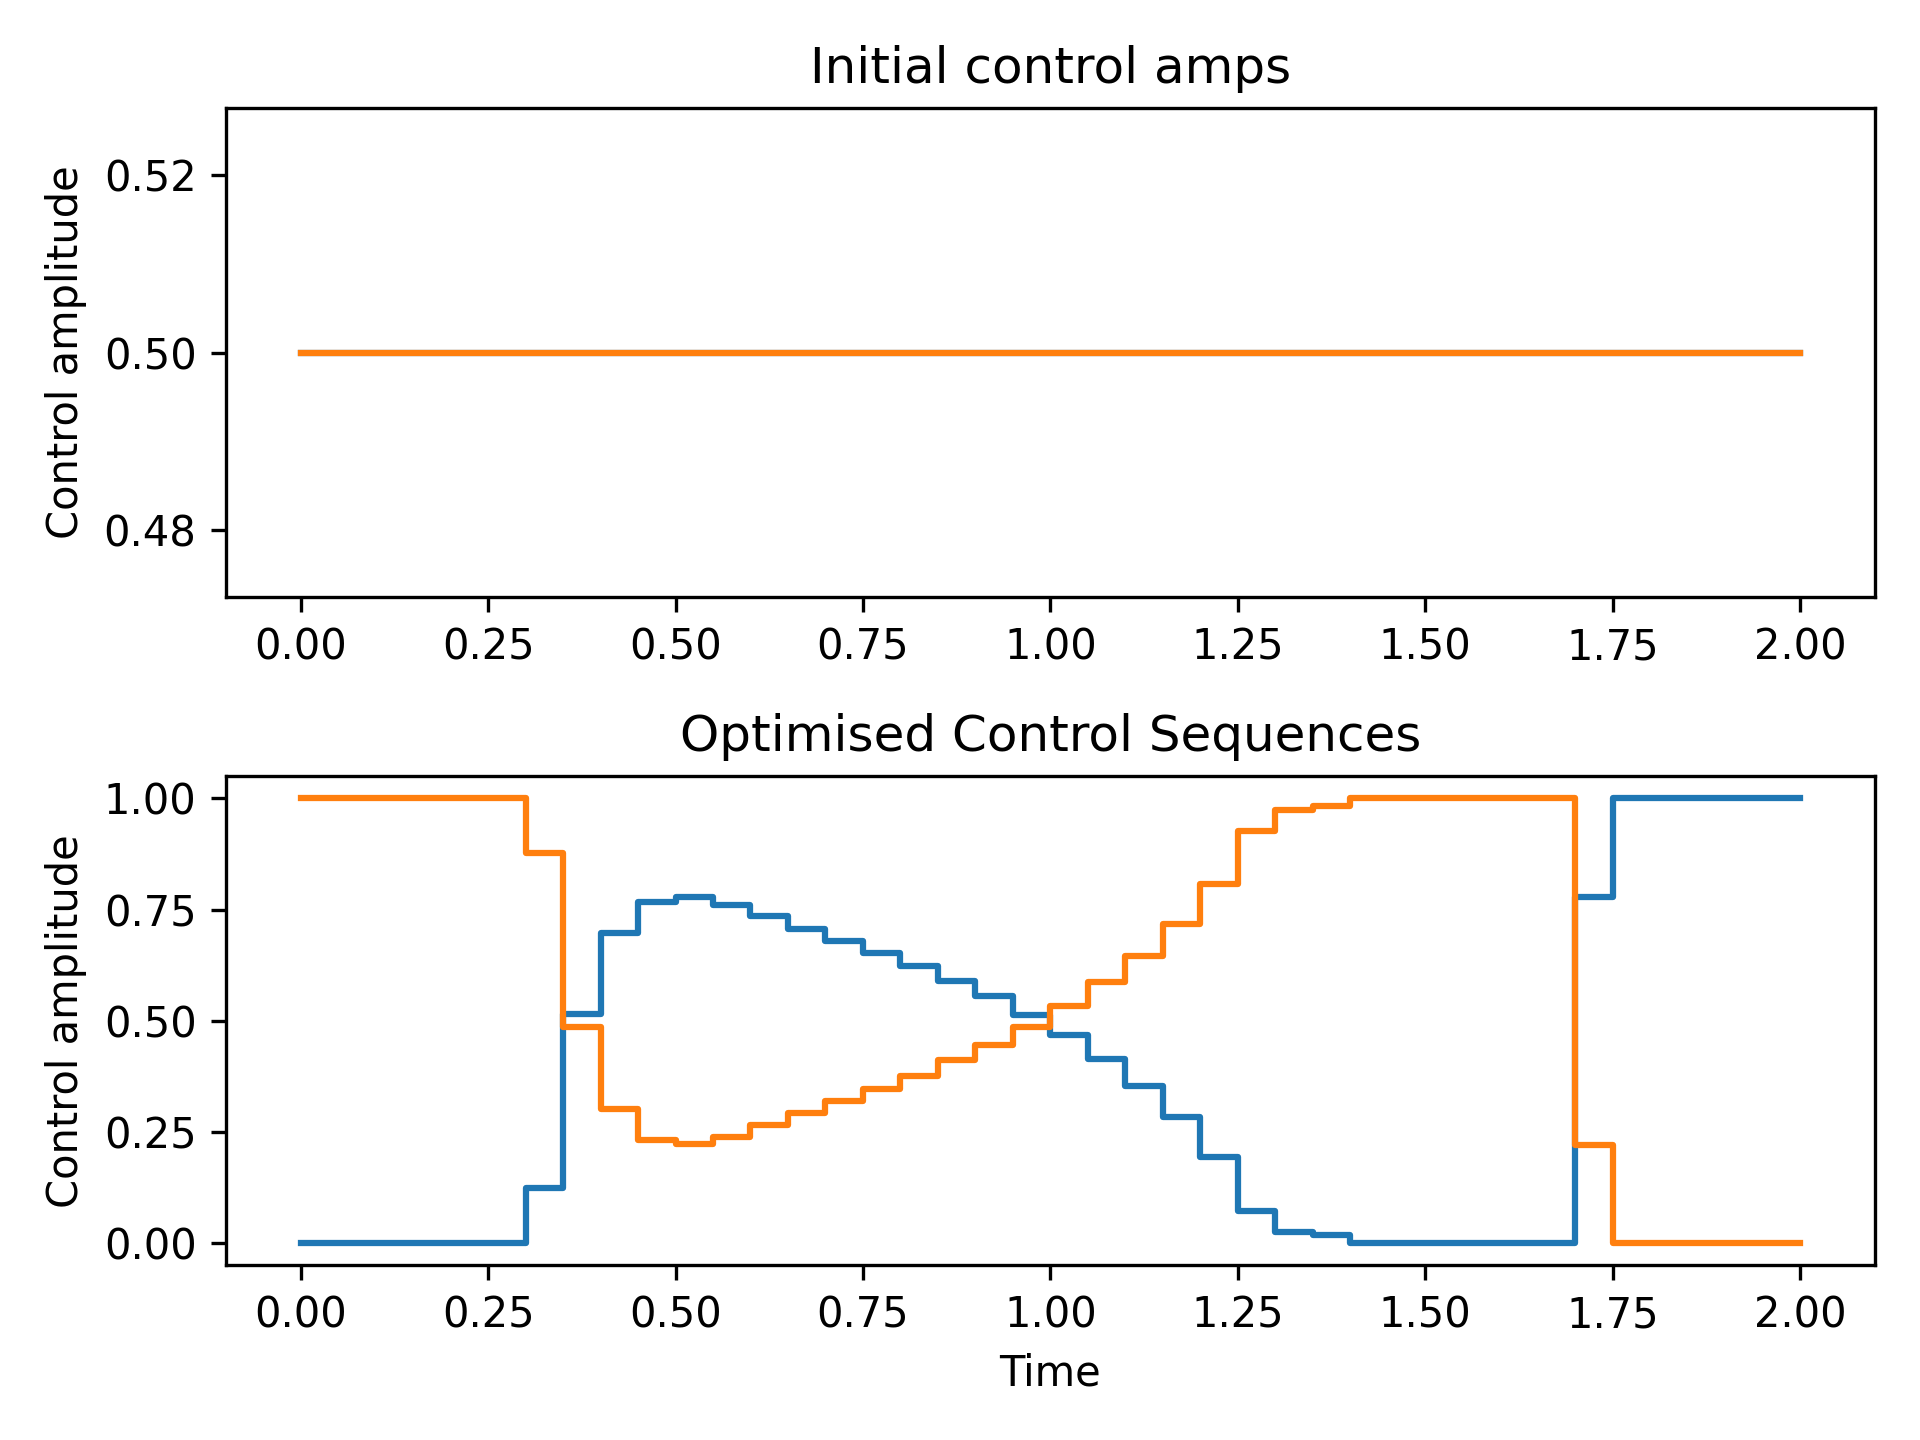 Initial control amps
Control amplitude
0.52
0.50
0.48
0.00 0.25 0.50 0.75 1.00 1.25 1.50 1.75 2.00
Optimised Control Sequences
Control amplitude
1.00
0.75
0.50
0.25
0.00
0.00 0.25 0.50 0.75 1.00 1.25 1.50 1.75 2.00
Time